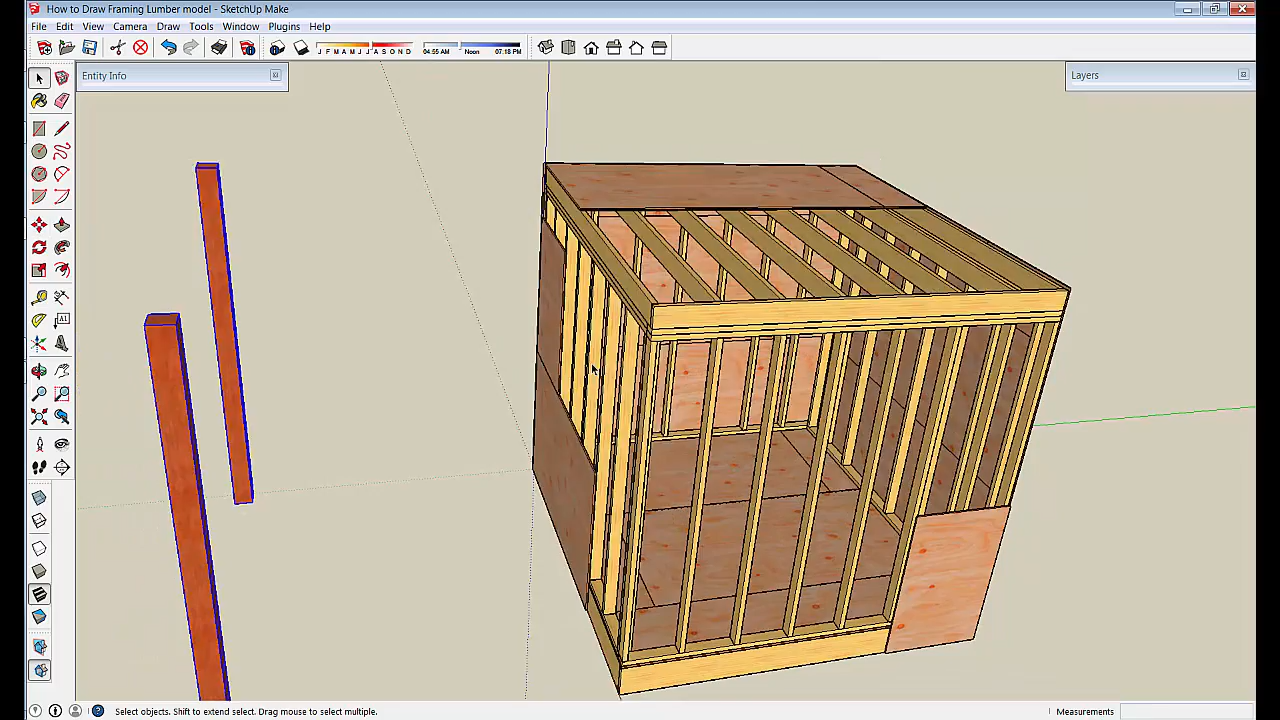 How to Draw Framing Lumber model - SketchUp Make
File Edit View Camera Draw Tools Window Plugins Help
J F M A M J J A S O N D 04:55 AM Noon 07:18 PM
Entity Info
Layers
A1
Select objects. Shift to extend select. Drag mouse to select multiple.
Measurements